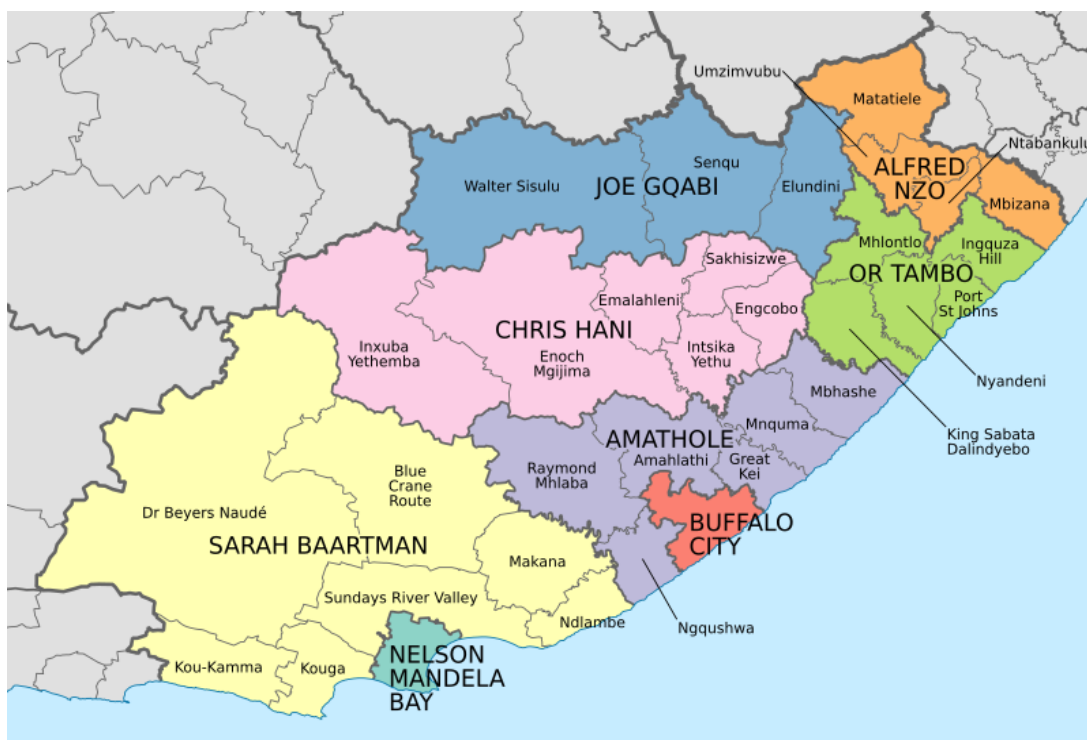 Umzimvubu
Matatiele
Ntabankulu
ALFRED
NZO
Mbizana
Walter Sisulu
JOE GQABI
Senqu
Elundini
Mhlontlo
Ingquza
Hill
OR TAMBO
Port
St Johns
Nyandeni
King Sabata
Dalindyebo
Sakhisizwe
Emalahleni
Engcobo
CHRIS HANI
Inxuba
Yethemba
Enoch
Mgijima
Intsika
Yethu
Mbhashe
Mnquma
AMATHOLE
Amahlathi
Great
Kei
Raymond
Mhlaba
BUFFALO
CITY
Ngqushwa
Blue
Crane
Route
Dr Beyers Naudé
SARAH BAARTMAN
Makana
Sundays River Valley
Ndlambe
Kou-Kamma
Kouga
NELSON
MANDELA
BAY